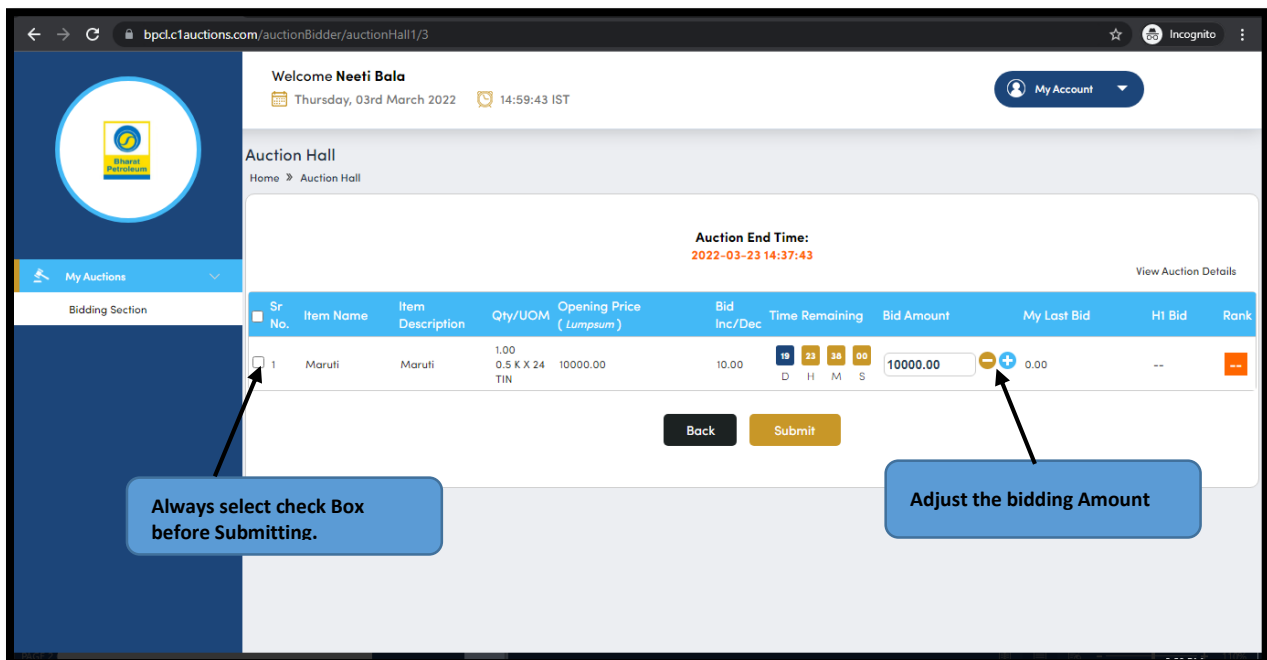 bpcl.c1auctions.com/auctionBidder/auctionHall1/3
Incognito
Welcome Neeti Bala
Thursday, 03rd March 2022 14:59:43 IST
My Account
Bharat
Petroleum
Auction Hall
Home » Auction Hall
Auction End Time:
2022-03-23 14:37:43
View Auction Details
My Auctions
Bidding Section
Sr No. Item Name Item Description Qty/UOM Opening Price ( Lumpsum ) Bid Inc/Dec Time Remaining Bid Amount My Last Bid H1 Bid Rank
1 Maruti Maruti 1.00 0.5 K X 24 TIN 10000.00 10.00 19 23 38 00 10000.00 0.00 -- --
D H M S
Back Submit
Always select check Box
before Submitting.
Adjust the bidding Amount